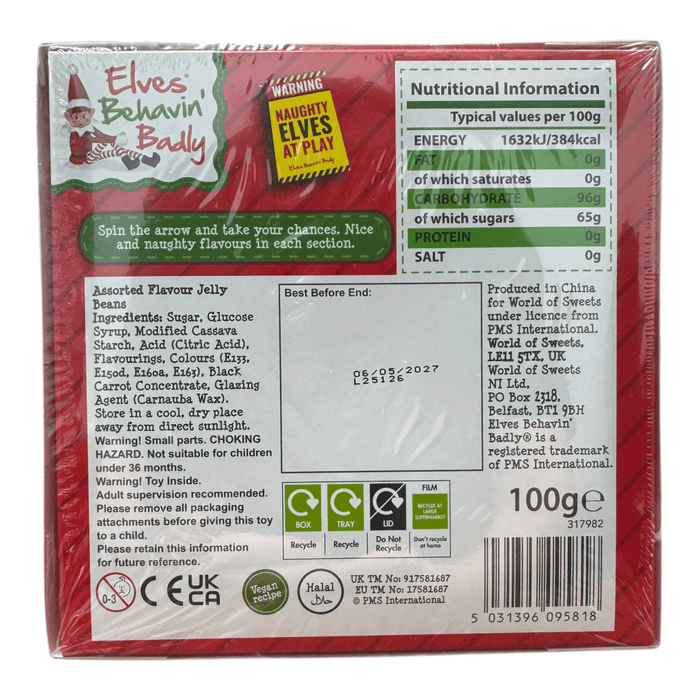 Elves
Behavin'
Badly
WARNING
NAUGHTY
ELVES
AT PLAY
Elves Behavin' Badly
Spin the arrow and take your chances. Nice
and naughty flavours in each section.
Nutritional Information
Typical values per 100g
ENERGY 1632kJ/384kcal
FAT 0g
of which saturates 0g
CARBOHYDRATE 96g
of which sugars 65g
PROTEIN 0g
SALT 0g
Assorted Flavour Jelly
Beans
Ingredients: Sugar, Glucose
Syrup, Modified Cassava
Starch, Acid (Citric Acid),
Flavourings, Colours (E133,
E150d, E160a, E163), Black
Carrot Concentrate, Glazing
Agent (Carnauba Wax).
Store in a cool, dry place
away from direct sunlight.
Warning! Small parts. CHOKING
HAZARD. Not suitable for children
under 36 months.
Warning! Toy Inside.
Adult supervision recommended.
Please remove all packaging
attachments before giving this toy
to a child.
Please retain this information
for future reference.
Best Before End:
06/05/2027
L25126
Produced in China
for World of Sweets
under licence from
PMS International.
World of Sweets,
LE11 5TX, UK
World of Sweets
NI Ltd,
PO Box 2318,
Belfast, BT1 9BH
Elves Behavin'
Badly® is a
registered trademark
of PMS International.
BOX
Recycle
TRAY
Recycle
LID
Do Not
Recycle
FILM
RECYCLE AT
LARGE
SUPERMARKET
Don't recycle
at home
100g e
317982
0-3
CE
UK
CA
Vegan
recipe
Halal
حلال
UK TM No: 917581687
EU TM No: 17581687
© PMS International
5 031396 095818